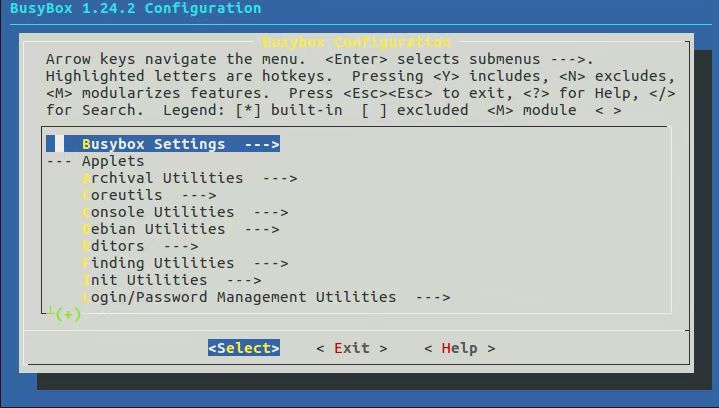 BusyBox 1.24.2 Configuration
Busybox Configuration
Arrow keys navigate the menu.  <Enter> selects submenus --->.
Highlighted letters are hotkeys.  Pressing <Y> includes, <N> excludes,
<M> modularizes features.  Press <Esc><Esc> to exit, <?> for Help, </>
for Search.  Legend: [*] built-in  [ ] excluded  <M> module  < >
Busybox Settings  --->
--- Applets
Archival Utilities  --->
Coreutils  --->
Console Utilities  --->
Debian Utilities  --->
Editors  --->
Finding Utilities  --->
Init Utilities  --->
Login/Password Management Utilities  --->
(+)
<Select>    < Exit >    < Help >